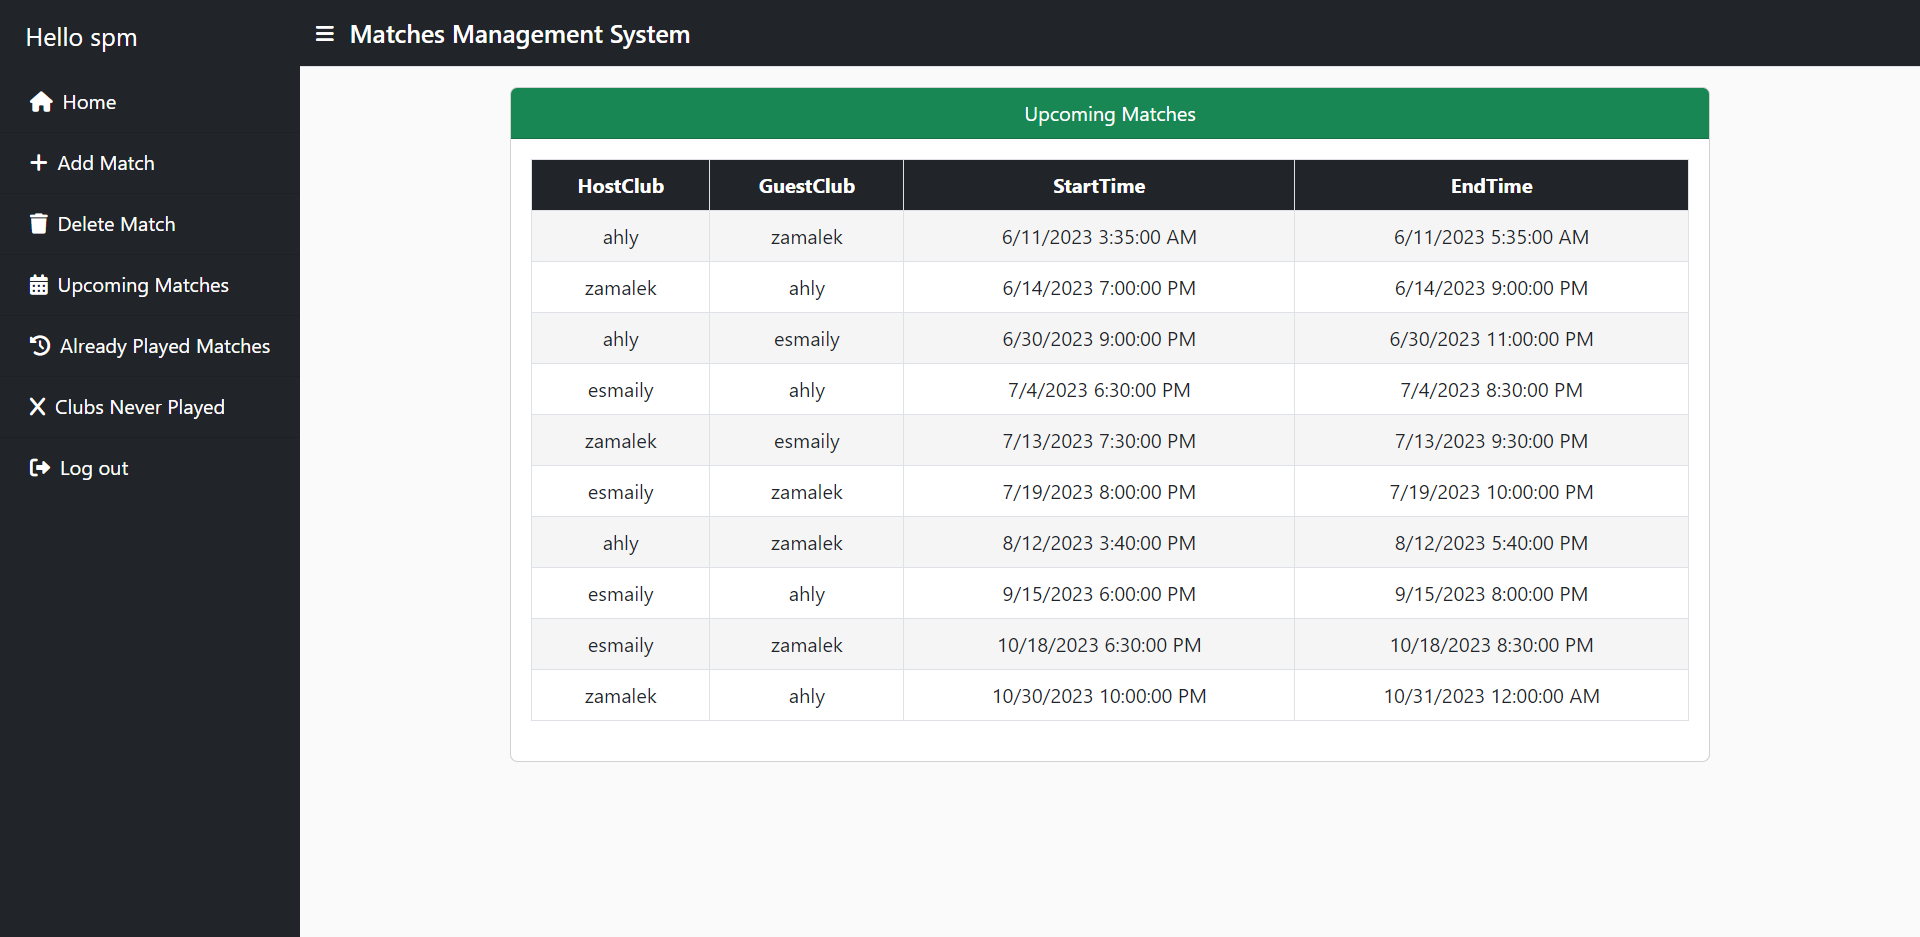 Hello spm
Home
Add Match
Delete Match
Upcoming Matches
Already Played Matches
Clubs Never Played
Log out
Matches Management System
Upcoming Matches
HostClub GuestClub StartTime EndTime
ahly zamalek 6/11/2023 3:35:00 AM 6/11/2023 5:35:00 AM
zamalek ahly 6/14/2023 7:00:00 PM 6/14/2023 9:00:00 PM
ahly esmaily 6/30/2023 9:00:00 PM 6/30/2023 11:00:00 PM
esmaily ahly 7/4/2023 6:30:00 PM 7/4/2023 8:30:00 PM
zamalek esmaily 7/13/2023 7:30:00 PM 7/13/2023 9:30:00 PM
esmaily zamalek 7/19/2023 8:00:00 PM 7/19/2023 10:00:00 PM
ahly zamalek 8/12/2023 3:40:00 PM 8/12/2023 5:40:00 PM
esmaily ahly 9/15/2023 6:00:00 PM 9/15/2023 8:00:00 PM
esmaily zamalek 10/18/2023 6:30:00 PM 10/18/2023 8:30:00 PM
zamalek ahly 10/30/2023 10:00:00 PM 10/31/2023 12:00:00 AM